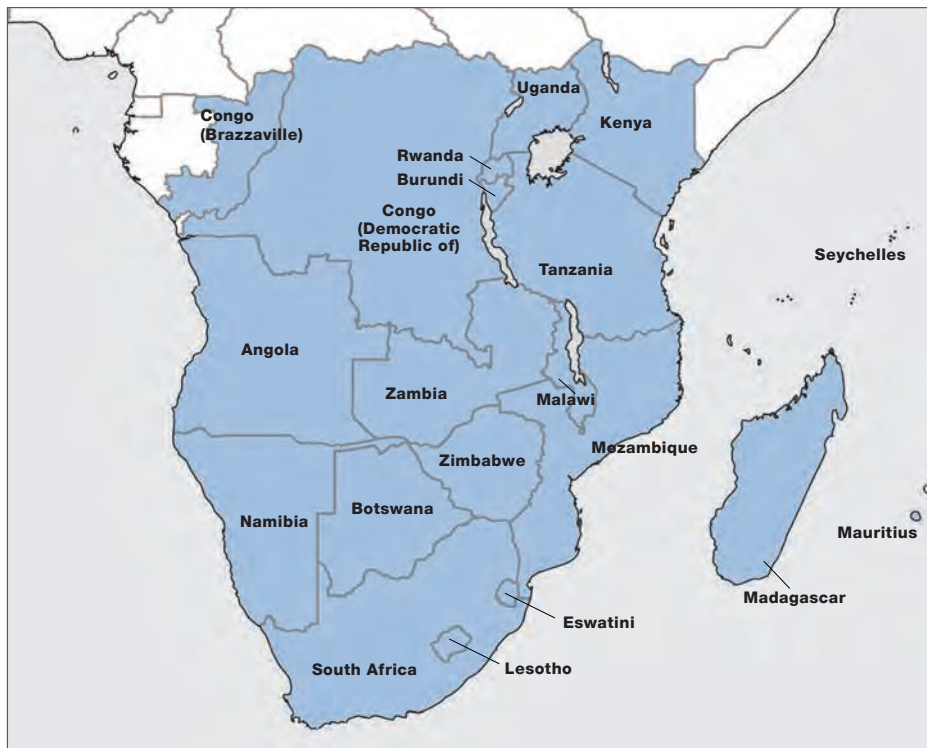 Uganda
Congo
(Brazzaville)
Kenya
Rwanda
Burundi
Congo
(Democratic
Republic of)
Seychelles
Tanzania
Angola
Zambia
Malawi
Mozambique
Zimbabwe
Botswana
Namibia
Mauritius
Madagascar
Eswatini
South Africa
Lesotho